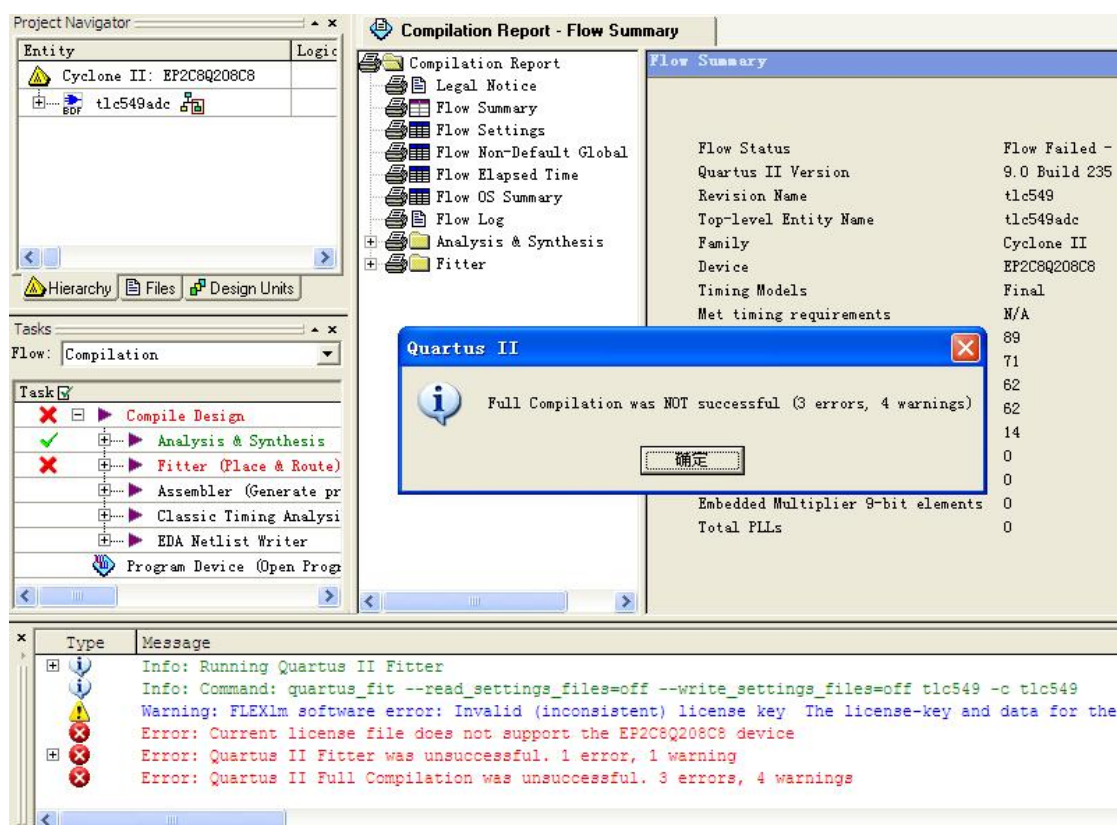 Project Navigator
Entity
Logic
Cyclone II: EP2C8Q208C8
BDF tlc549adc
Hierarchy Files Design Units
Tasks
Flow: Compilation
Task
Compile Design
Analysis & Synthesis
Fitter (Place & Route)
Assembler (Generate pr
Classic Timing Analysi
EDA Netlist Writer
Program Device (Open Prog
Compilation Report - Flow Summary
Compilation Report
Legal Notice
Flow Summary
Flow Settings
Flow Non-Default Global
Flow Elapsed Time
Flow OS Summary
Flow Log
Analysis & Synthesis
Fitter
Flow Summary
Flow Status Flow Failed -
Quartus II Version 9.0 Build 235
Revision Name tlc549
Top-level Entity Name tlc549adc
Family Cyclone II
Device EP2C8Q208C8
Timing Models Final
Met timing requirements N/A
89
71
62
62
14
0
0
Embedded Multiplier 9-bit elements 0
Total PLLs 0
Quartus II
Full Compilation was NOT successful (3 errors, 4 warnings)
确定
Type Message
Info: Running Quartus II Fitter
Info: Command: quartus_fit --read_settings_files=off --write_settings_files=off tlc549 -c tlc549
Warning: FLEXlm software error: Invalid (inconsistent) license key The license-key and data for the
Error: Current license file does not support the EP2C8Q208C8 device
Error: Quartus II Fitter was unsuccessful. 1 error, 1 warning
Error: Quartus II Full Compilation was unsuccessful. 3 errors, 4 warnings